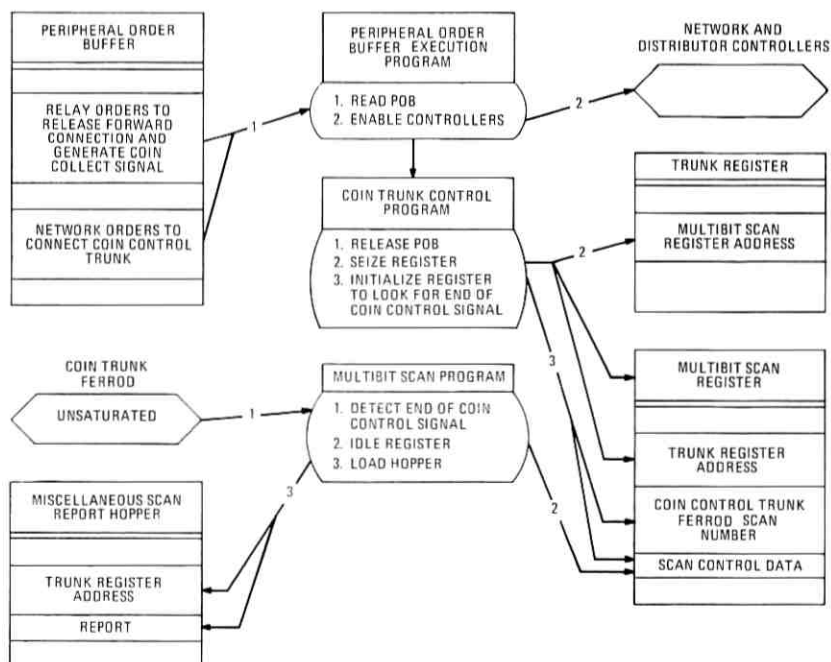 PERIPHERAL ORDER
BUFFER
RELAY ORDERS TO
RELEASE FORWARD
CONNECTION AND
GENERATE COIN
COLLECT SIGNAL
NETWORK ORDERS TO
CONNECT COIN CONTROL
TRUNK
1
PERIPHERAL ORDER
BUFFER EXECUTION
PROGRAM
1. READ POB
2. ENABLE CONTROLLERS
2
NETWORK AND
DISTRIBUTOR CONTROLLERS
COIN TRUNK CONTROL
PROGRAM
1. RELEASE POB
2. SEIZE REGISTER
3. INITIALIZE REGISTER
TO LOOK FOR END OF
COIN CONTROL SIGNAL
2
3
TRUNK REGISTER
MULTIBIT SCAN
REGISTER ADDRESS
COIN TRUNK
FERROD
UNSATURATED
1
MULTIBIT SCAN PROGRAM
1. DETECT END OF COIN
CONTROL SIGNAL
2. IDLE REGISTER
3. LOAD HOPPER
3
2
MULTIBIT SCAN
REGISTER
TRUNK REGISTER
ADDRESS
COIN CONTROL TRUNK
FERROD SCAN
NUMBER
SCAN CONTROL DATA
MISCELLANEOUS SCAN
REPORT HOPPER
TRUNK REGISTER
ADDRESS
REPORT